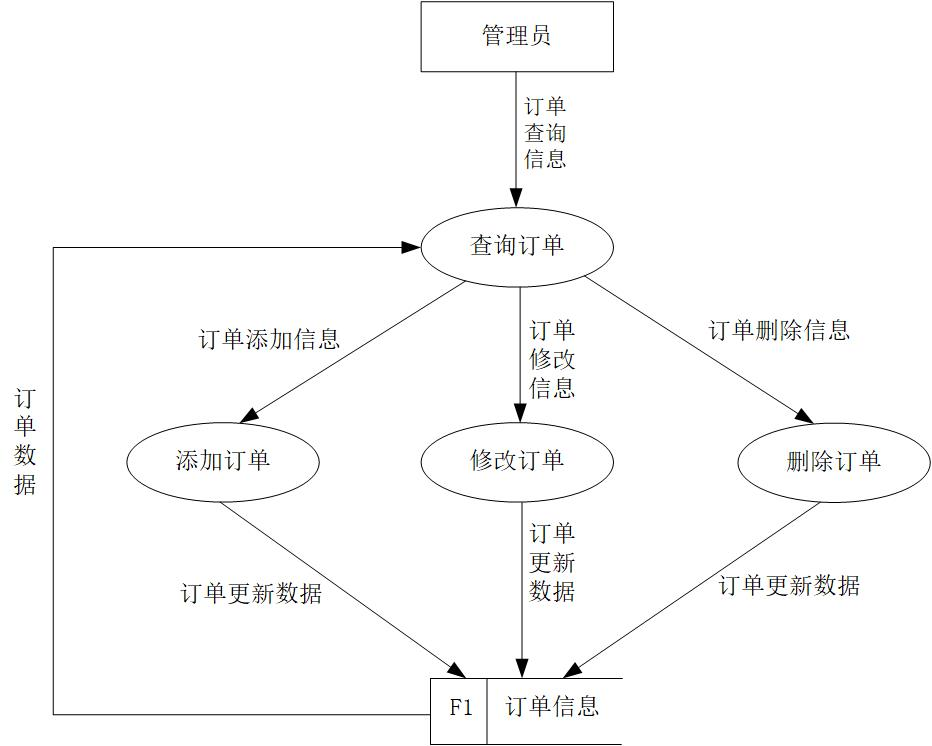 管理员
订单
查询
信息
查询订单
订单添加信息
订单
修改
信息
订单删除信息
订
单
数
据
添加订单
修改订单
删除订单
订单更新数据
订单
更新
数据
订单更新数据
F1
订单信息